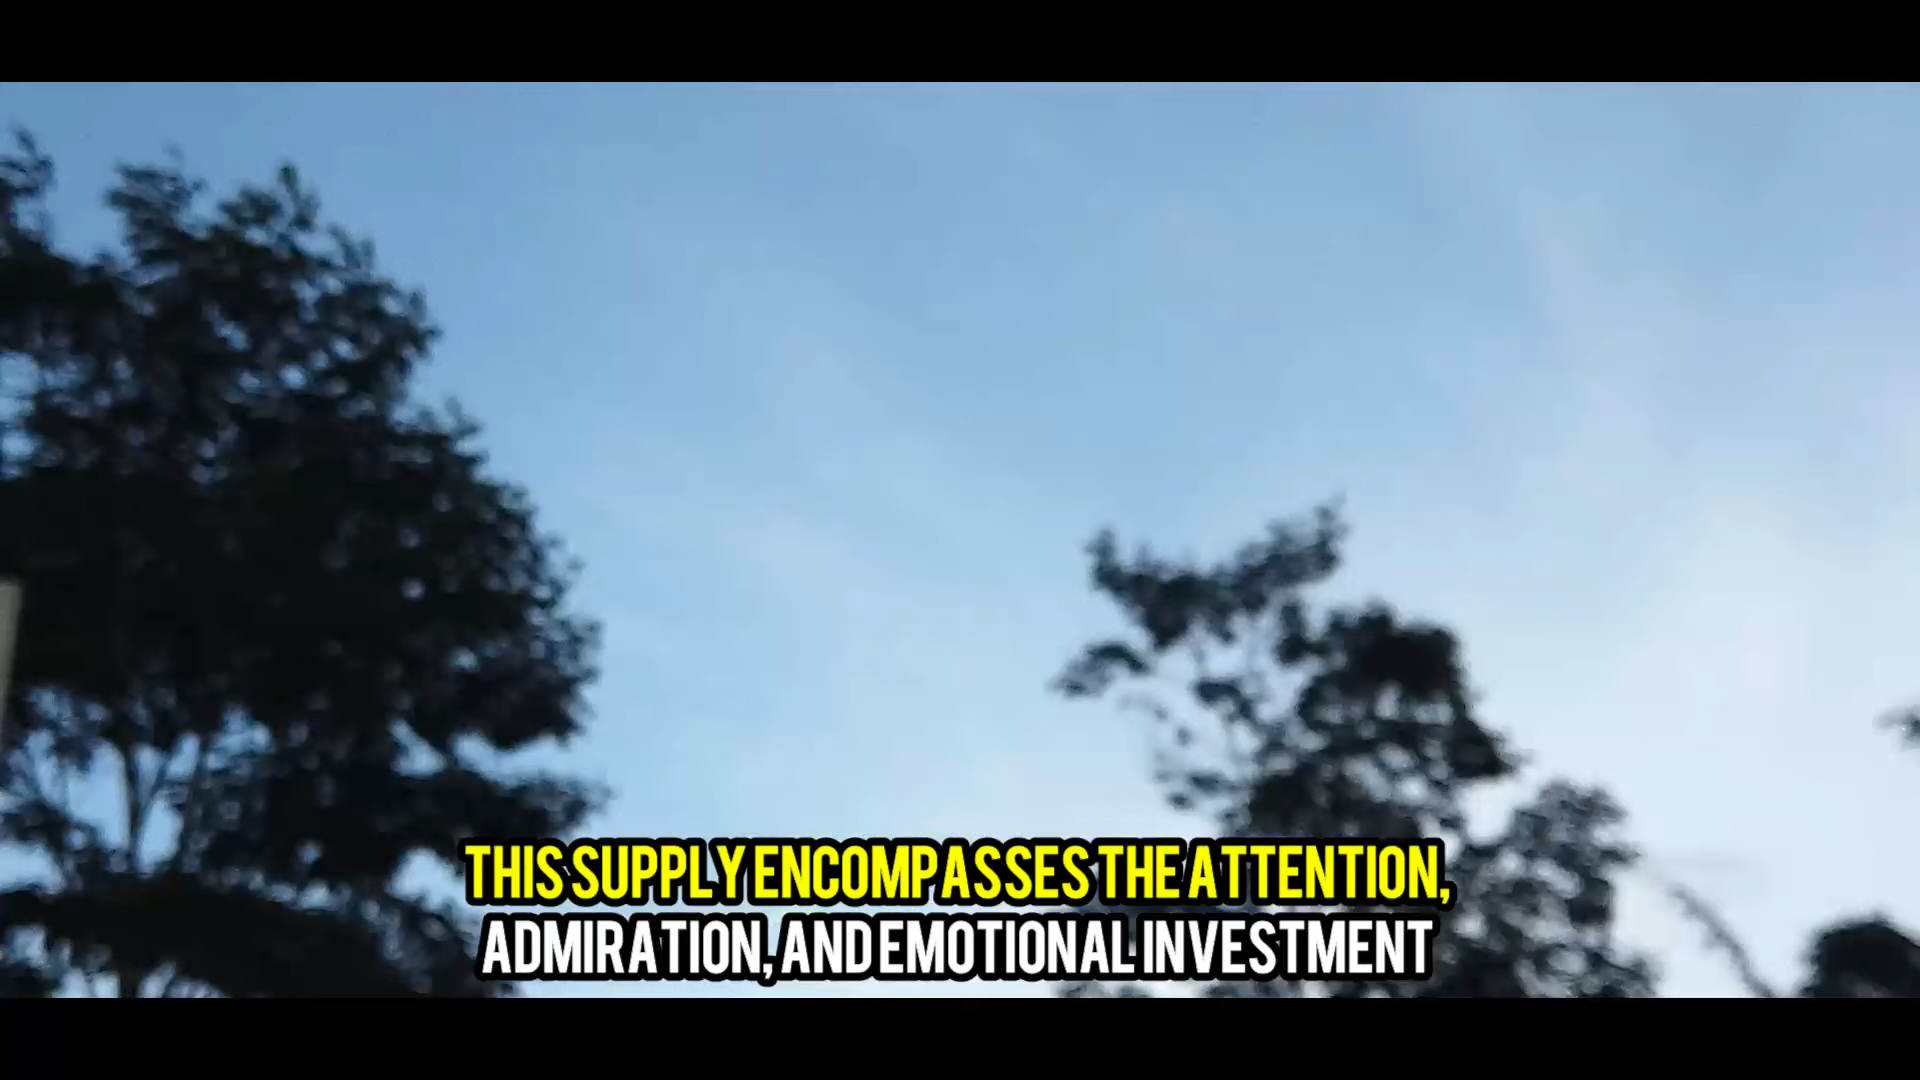 THIS SUPPLY ENCOMPASSES THE ATTENTION,
ADMIRATION, AND EMOTIONAL INVESTMENT